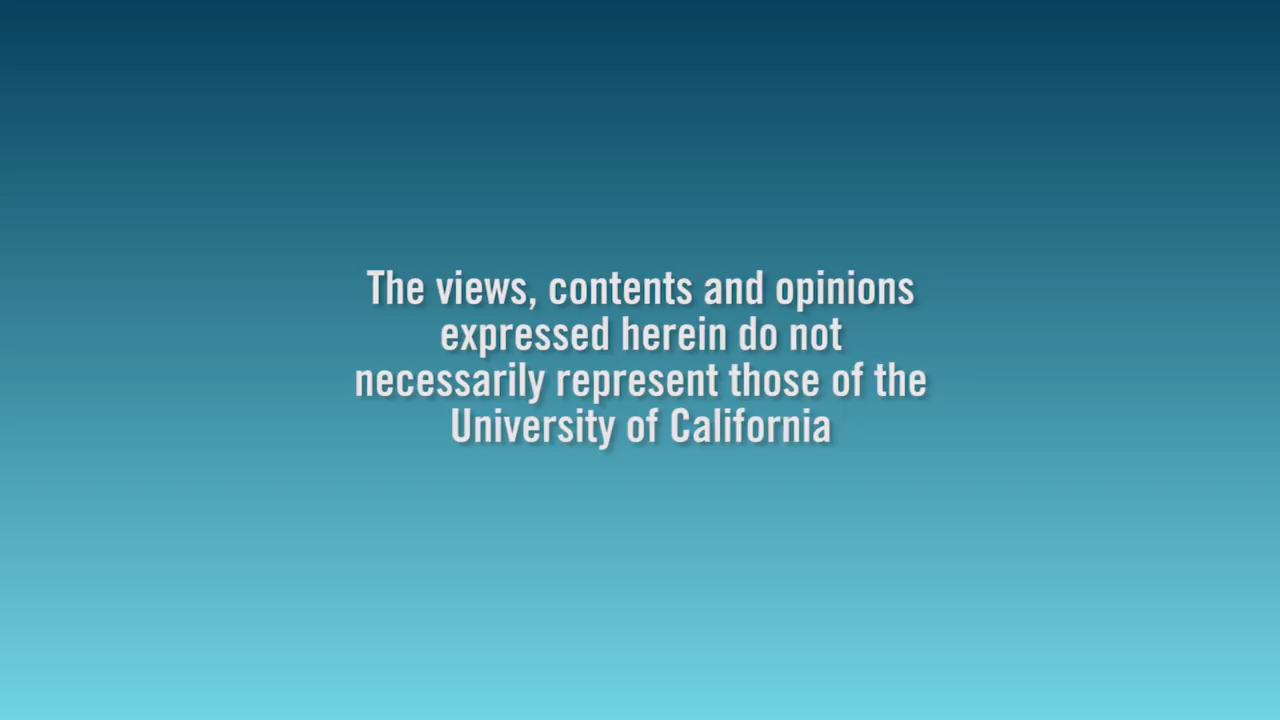 The views, contents and opinions
expressed herein do not
necessarily represent those of the
University of California